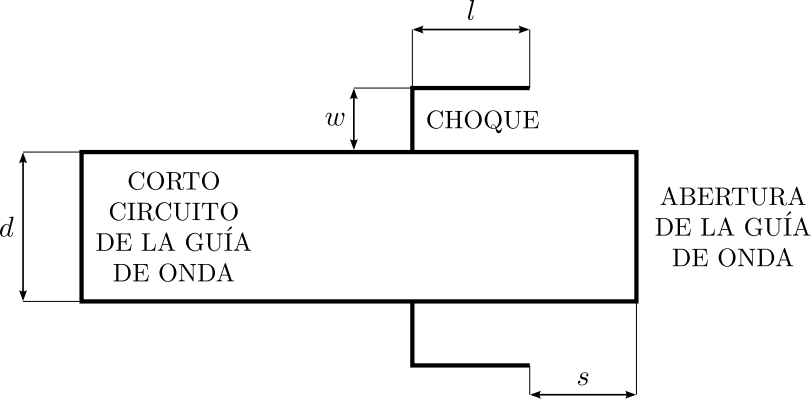 l
w
CHOQUE
CORTO
CIRCUITO
DE LA GUÍA
DE ONDA
d
ABERTURA
DE LA GUÍA
DE ONDA
s